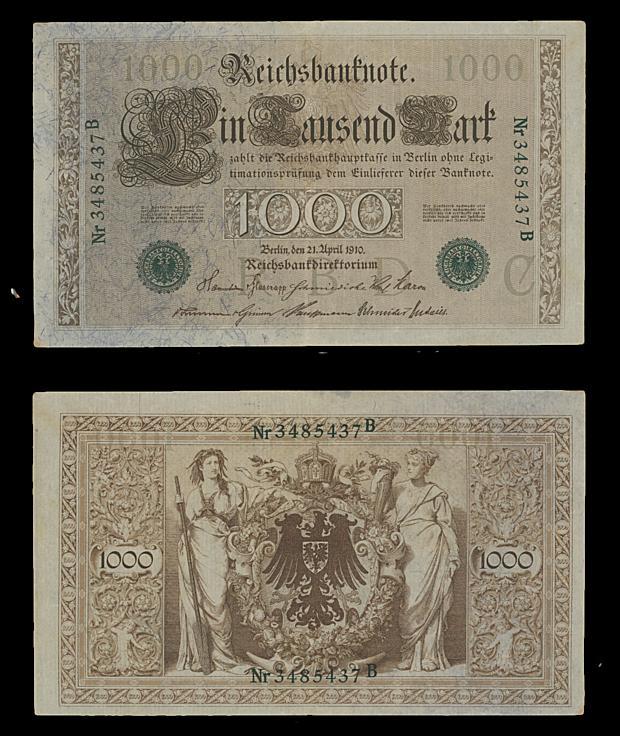 1000 Reichsbanknote. 1000
Ein Tausend Mark
zahlt die Reichsbankhauptkasse in Berlin ohne Legi-
timationsprüfung dem Einlieferer dieser Banknote.
Nr 3485437 B
Nr 3485437 B
1000
Berlin, den 21. April 1910.
Reichsbankdirektorium
Nr 3485437 B
1000
1000
Nr 3485437 B